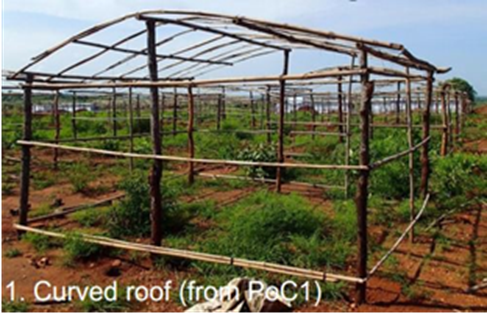 1. Curved roof (from PoC1)